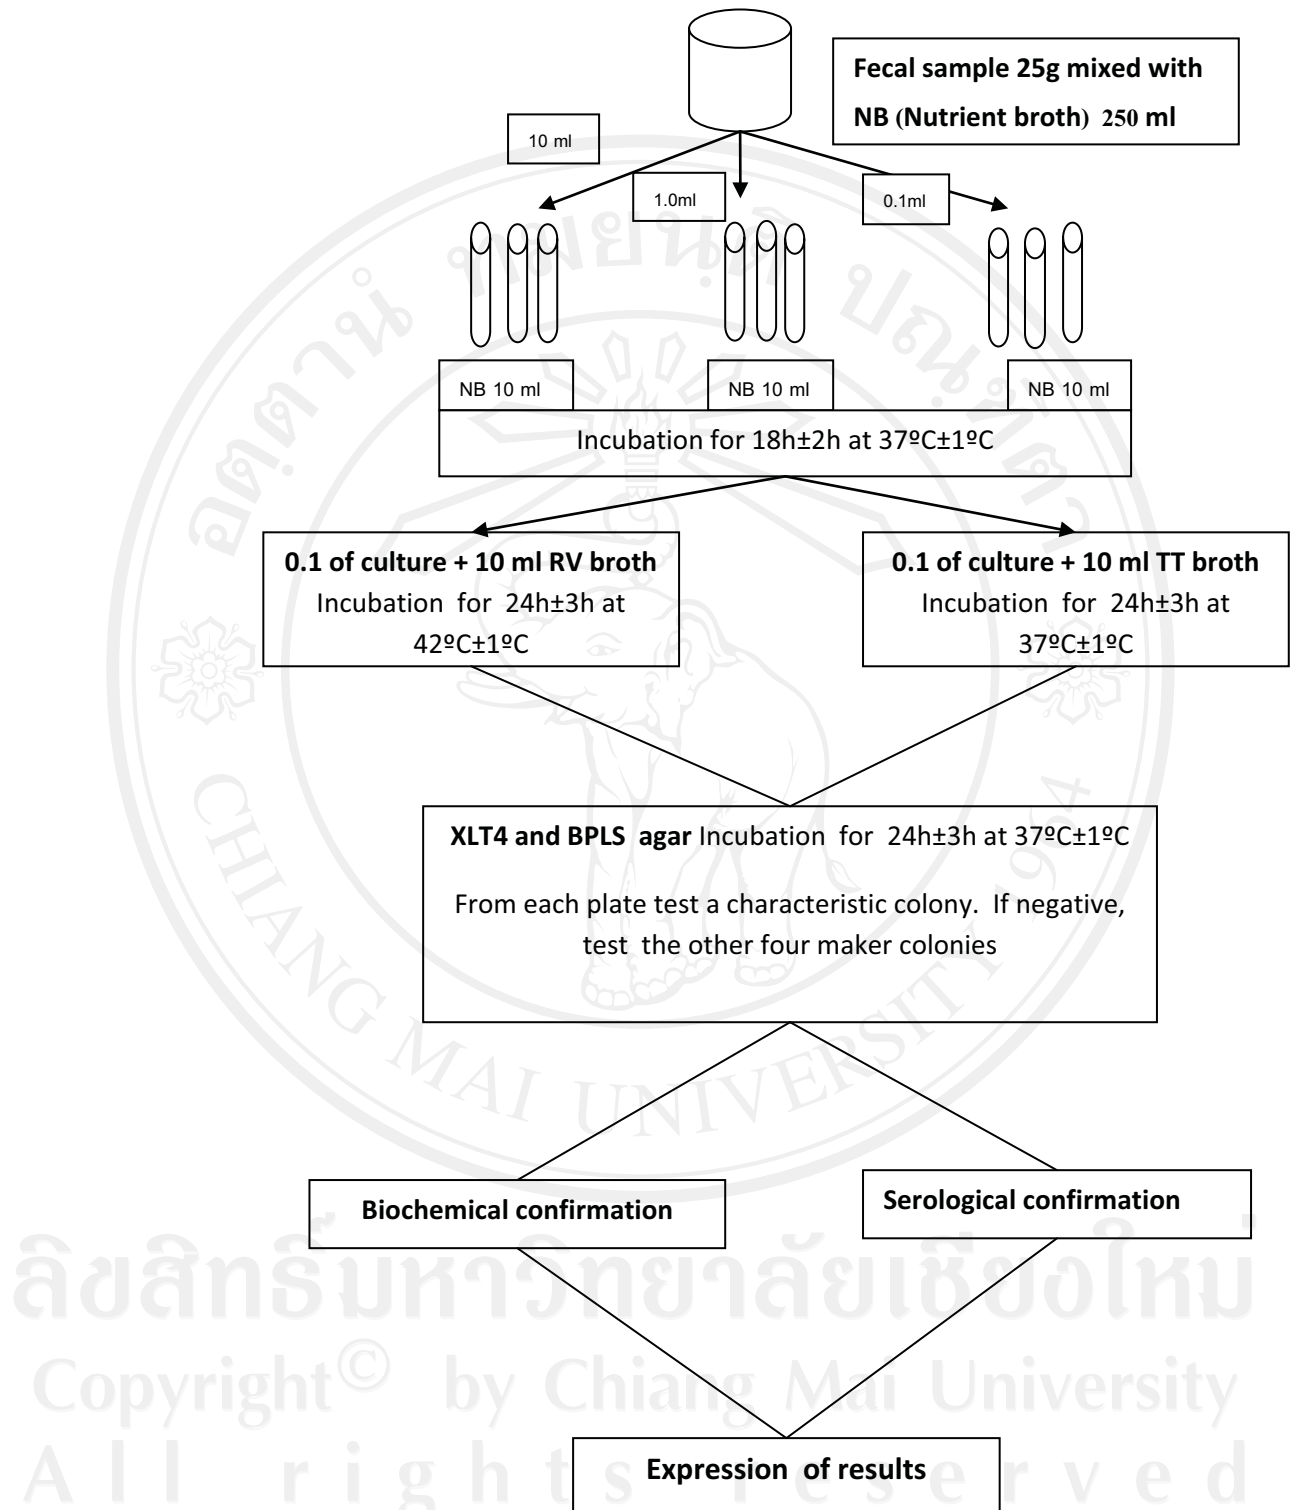 Fecal sample 25g mixed with
NB (Nutrient broth) 250 ml
10 ml
1.0ml
0.1ml
NB 10 ml
NB 10 ml
NB 10 ml
Incubation for 18h±2h at 37ºC±1ºC
0.1 of culture + 10 ml RV broth
Incubation for 24h±3h at
42ºC±1ºC
0.1 of culture + 10 ml TT broth
Incubation for 24h±3h at
37ºC±1ºC
XLT4 and BPLS agar Incubation for 24h±3h at 37ºC±1ºC
From each plate test a characteristic colony. If negative,
test the other four maker colonies
CHIANG MAI UNIVERSITY 1964
Biochemical confirmation
Serological confirmation
ลิขสิทธิ์มหาวิทยาลัยเชียงใหม่
Copyright© by Chiang Mai University
All rights reserved
Expression of results